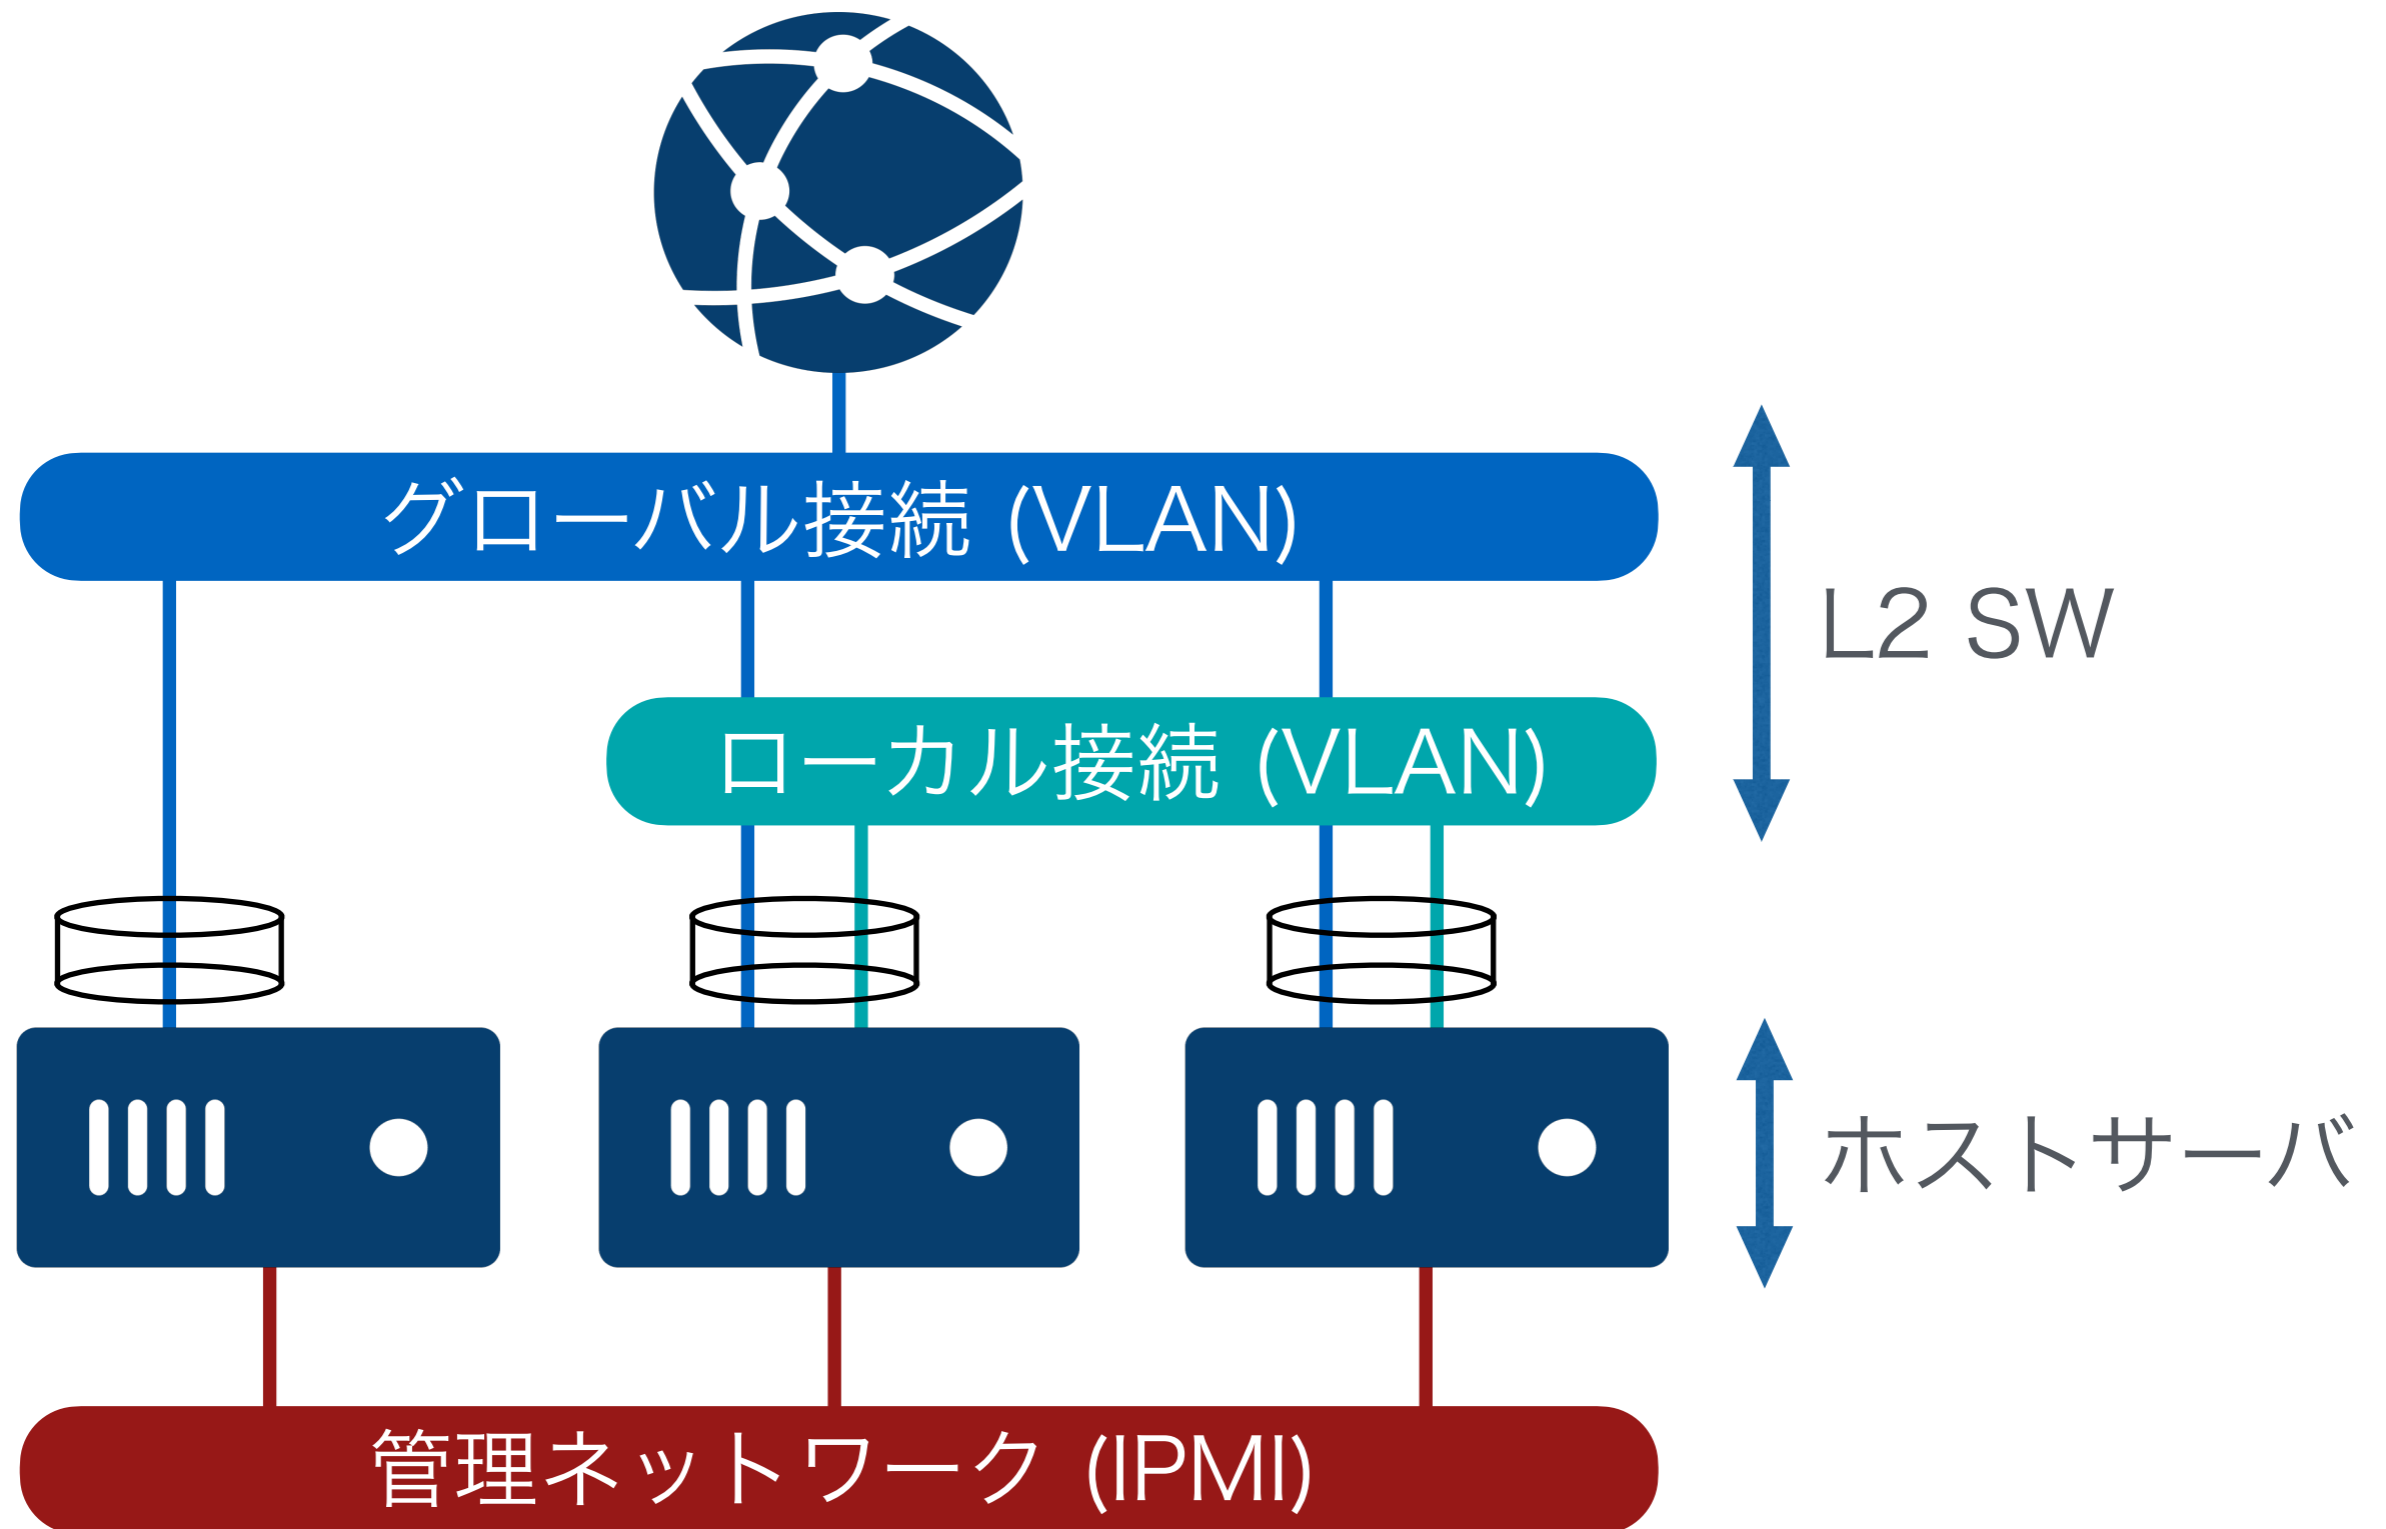 グローバル接続 (VLAN)
L2 SW
ローカル接続 (VLAN)
ホストサーバ
管理ネットワーク (IPMI)